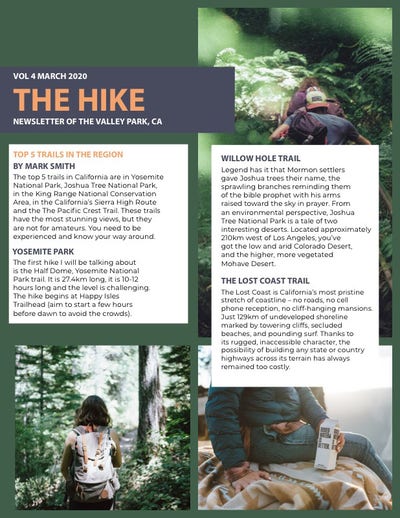 VOL 4 MARCH 2020
THE HIKE
NEWSLETTER OF THE VALLEY PARK, CA
TOP 5 TRAILS IN THE REGION
BY MARK SMITH
The top 5 trails in California are in Yosemite
National Park, Joshua Tree National Park,
in the King Range National Conservation
Area, in the California's Sierra High Route
and the The Pacific Crest Trail. These trails
have the most stunning views, but they
are not for amateurs. You need to be
experienced and know your way around.
YOSEMITE PARK
The first hike I will be talking about
is the Half Dome, Yosemite National
Park trail. It is 27.4km long, it is 10-12
hours long and the level is challenging.
The hike begins at Happy Isles
Trailhead (aim to start a few hours
before dawn to avoid the crowds).
WILLOW HOLE TRAIL
Legend has it that Mormon settlers
gave Joshua trees their name, the
sprawling branches reminding them
of the bible prophet with his arms
raised toward the sky in prayer. From
an environmental perspective, Joshua
Tree National Park is a tale of two
interesting deserts. Located approximately
210km west of Los Angeles, you've
got the low and arid Colorado Desert,
and the higher, more vegetated
Mohave Desert.
THE LOST COAST TRAIL
The Lost Coast is California's most pristine
stretch of coastline – no roads, no cell
phone reception, no cliff-hanging mansions.
Just 129km of undeveloped shoreline
marked by towering cliffs, secluded
beaches, and pounding surf. Thanks to
its rugged, inaccessible character, the
possibility of building any state or country
highways across its terrain has always
remained too costly.
BOXED
WATER
IS
BETTER.